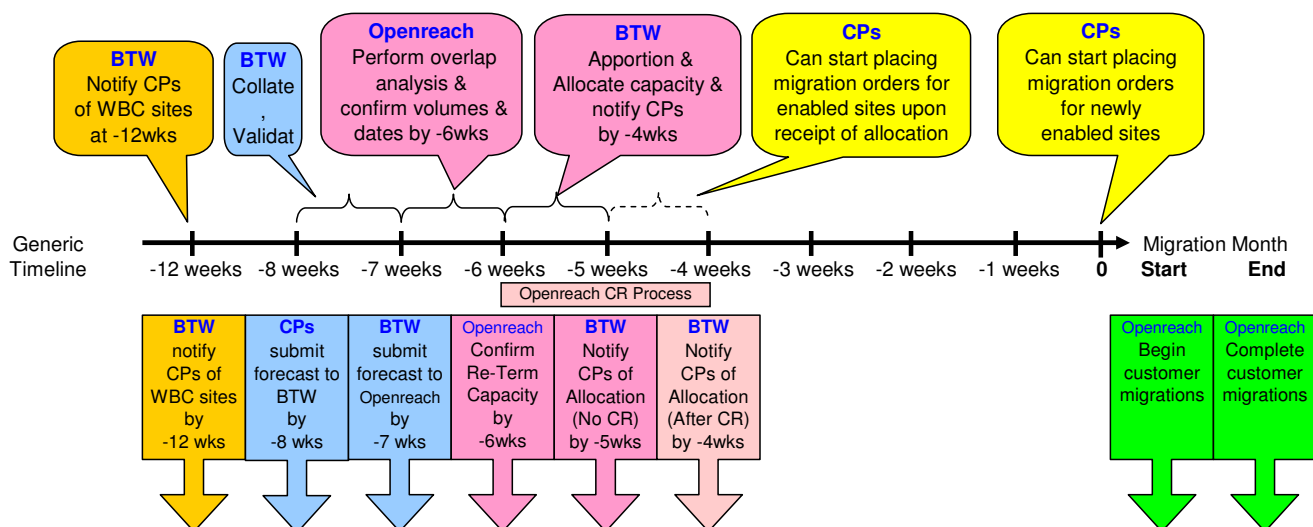 BTW
Notify CPs
of WBC sites
at -12wks
BTW
Collate
,
Validat
Openreach
Perform overlap
analysis &
confirm volumes &
dates by -6wks
BTW
Apportion &
Allocate capacity &
notify CPs
by -4wks
CPs
Can start placing
migration orders for
enabled sites upon
receipt of allocation
CPs
Can start placing
migration orders
for newly
enabled sites
Generic
Timeline
-12 weeks
-8 weeks
-7 weeks
-6 weeks
-5 weeks
-4 weeks
-3 weeks
-2 weeks
-1 weeks
0
Migration Month
Start
End
Openreach CR Process
BTW
notify
CPs of
WBC sites
by
-12 wks
CPs
submit
forecast to
BTW
by
-8 wks
BTW
submit
forecast to
Openreach
by
-7 wks
Openreach
Confirm
Re-Term
Capacity
by
-6wks
BTW
Notify
CPs of
Allocation
(No CR)
by -5wks
BTW
Notify
CPs of
Allocation
(After CR)
by -4wks
Openreach
Begin
customer
migrations
Openreach
Complete
customer
migrations